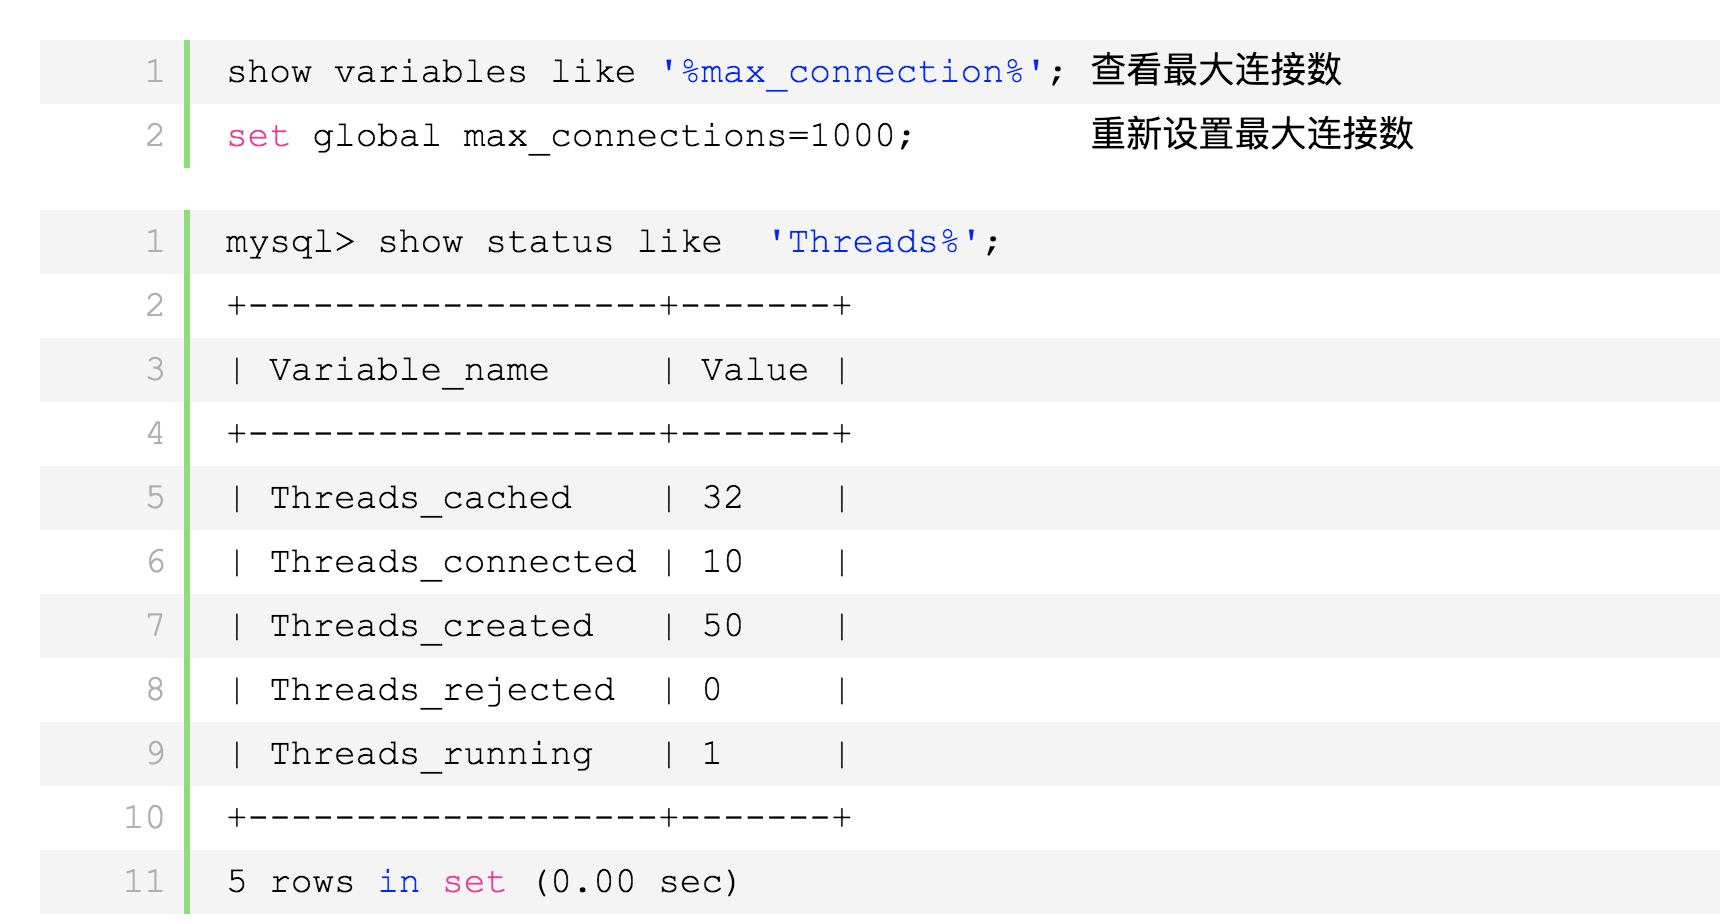 1 show variables like '%max_connection%'; 查看最大连接数
2 set global max_connections=1000;        重新设置最大连接数
1 mysql> show status like  'Threads%';
2 +-------------------+-------+
3 | Variable_name     | Value |
4 +-------------------+-------+
5 | Threads_cached    | 32    |
6 | Threads_connected | 10    |
7 | Threads_created   | 50    |
8 | Threads_rejected  | 0     |
9 | Threads_running   | 1     |
10 +-------------------+-------+
11 5 rows in set (0.00 sec)